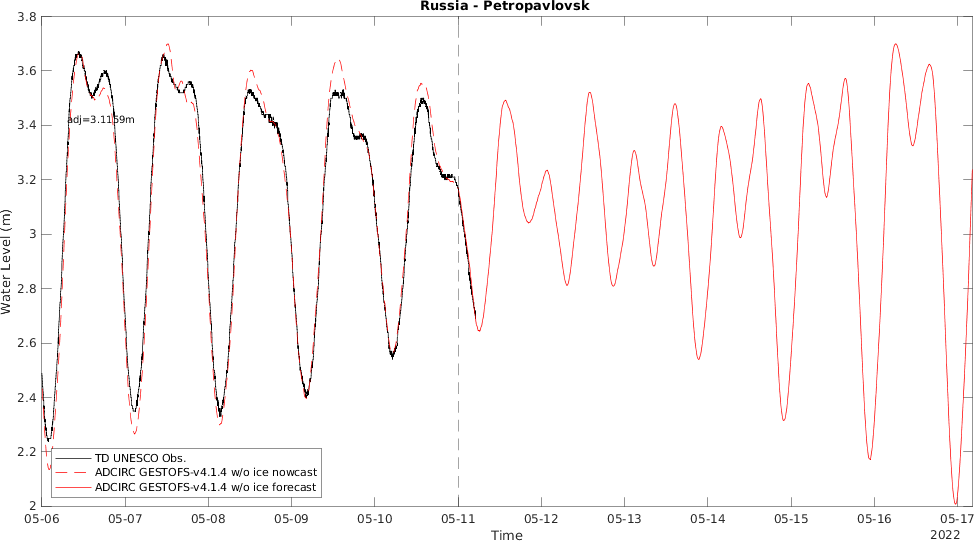 Russia - Petropavlovsk
3.8
3.6
3.4
3.2
3
2.8
2.6
2.4
2.2
2
Water Level (m)
adj=3.1159m
TD UNESCO Obs.
ADCIRC GESTOFS-v4.1.4 w/o ice nowcast
ADCIRC GESTOFS-v4.1.4 w/o ice forecast
05-06 05-07 05-08 05-09 05-10 05-11 05-12 05-13 05-14 05-15 05-16 05-17
Time
2022